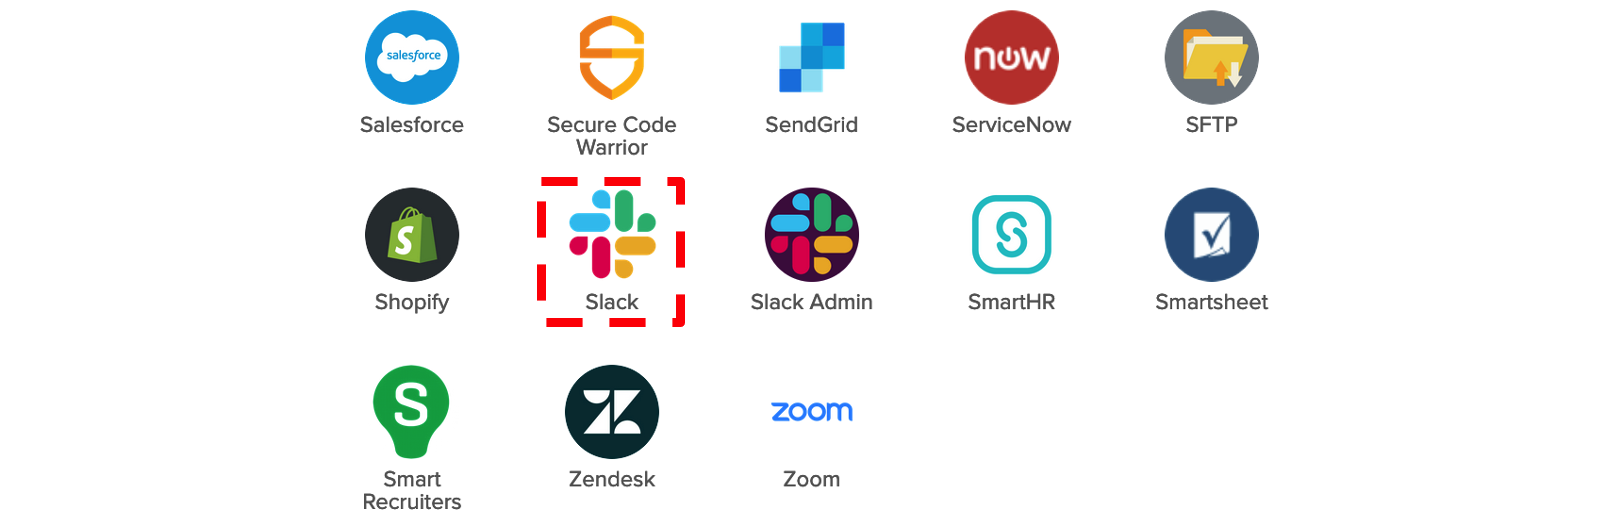 salesforce
now
Salesforce
Secure Code
Warrior
SendGrid
ServiceNow
SFTP
S
Shopify
Slack
Slack Admin
SmartHR
Smartsheet
S
zoom
Smart
Recruiters
Zendesk
Zoom